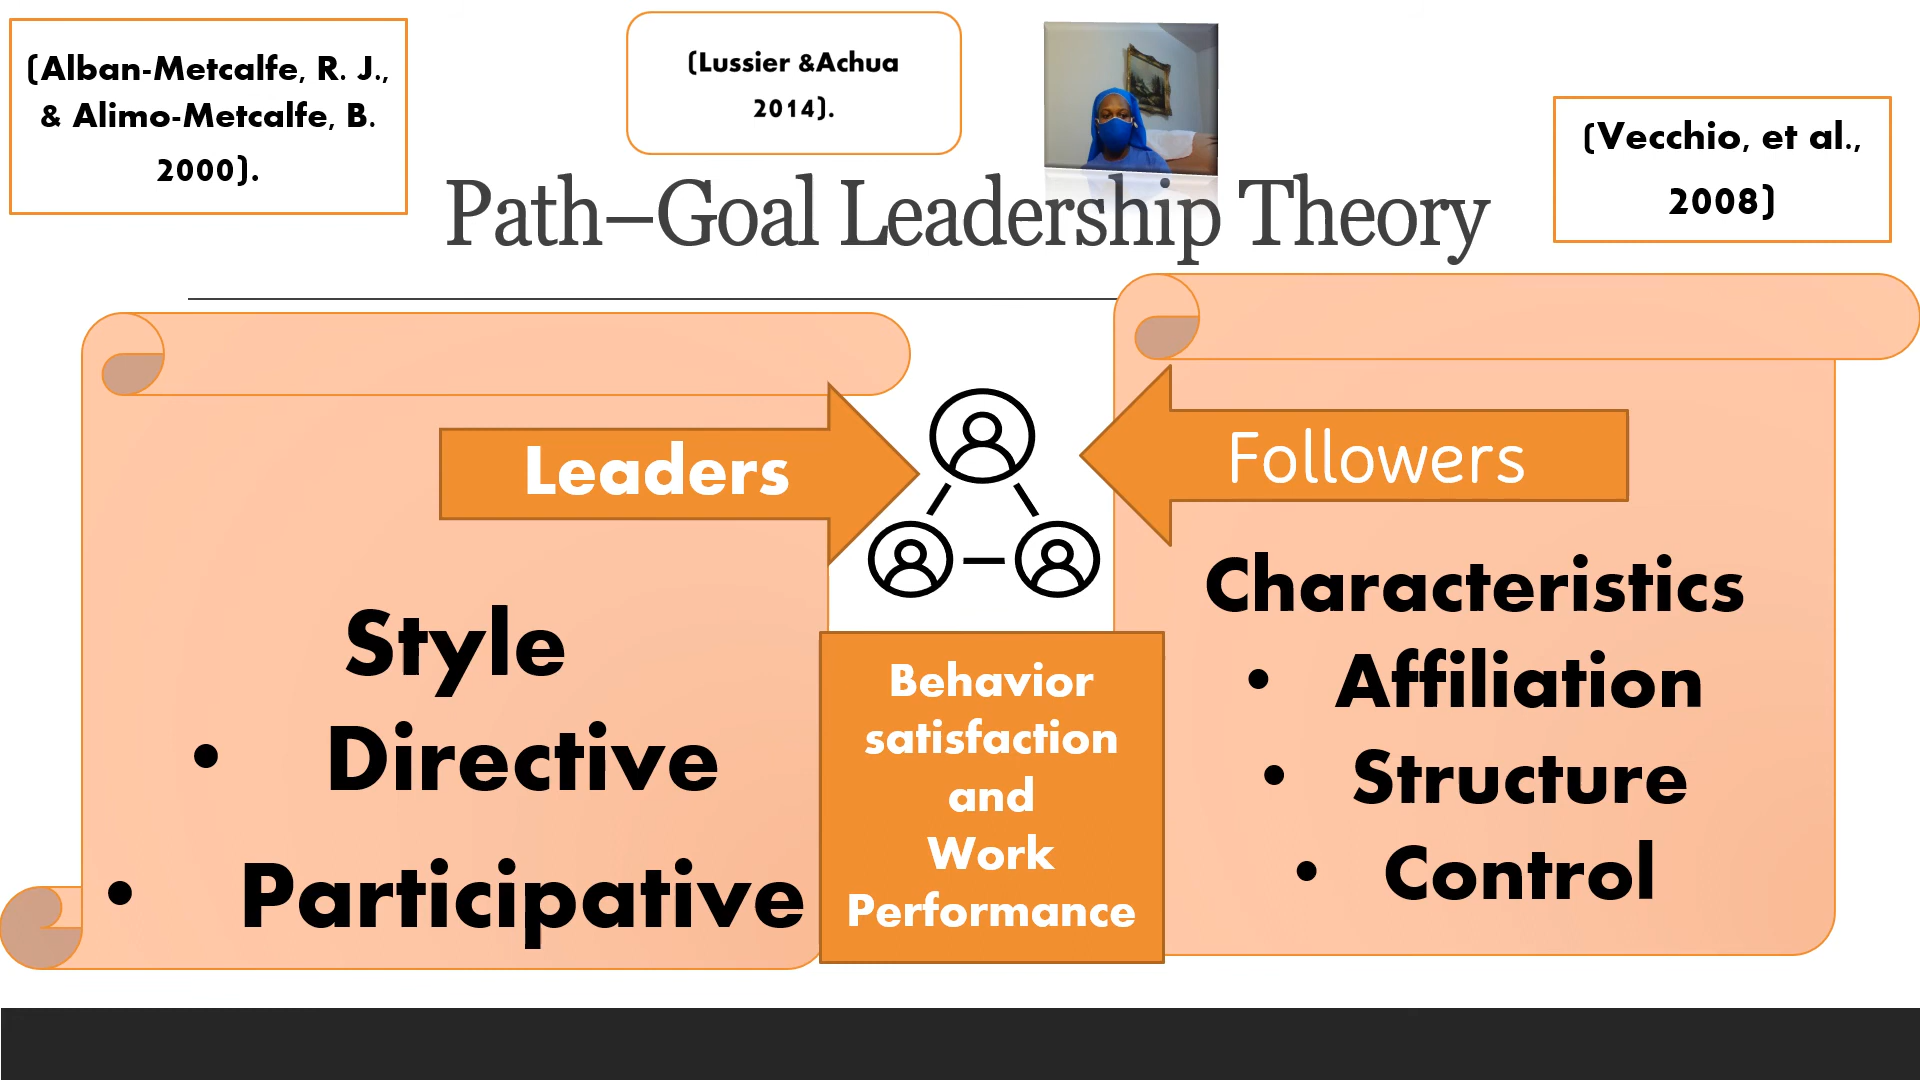 (Alban-Metcalfe, R. J.,
& Alimo-Metcalfe, B.
2000).
(Lussier &Achua
2014).
(Vecchio, et al.,
2008)
Path–Goal Leadership Theory
Leaders
Style
• Directive
• Participative
Behavior
satisfaction
and
Work
Performance
Followers
Characteristics
• Affiliation
• Structure
• Control